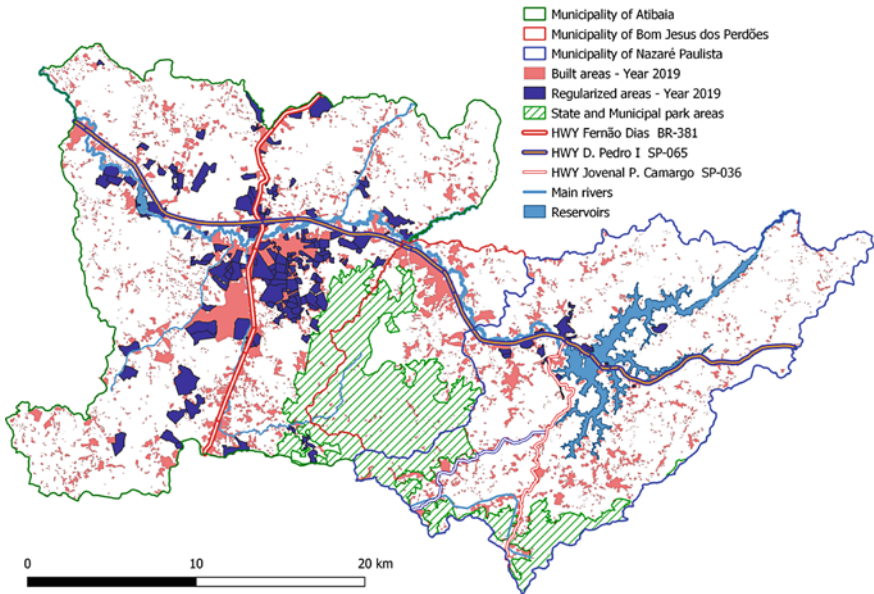 Municipality of Atibaia
Municipality of Bom Jesus dos Perdões
Municipality of Nazaré Paulista
Built areas - Year 2019
Regularized areas - Year 2019
State and Municipal park areas
HWY Fernão Dias  BR-381
HWY D. Pedro I  SP-065
HWY Jovenal P. Camargo  SP-036
Main rivers
Reservoirs
0 10 20 km